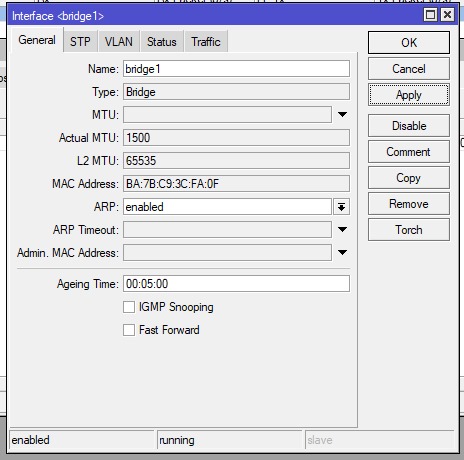 Interface <bridge1>
General STP VLAN Status Traffic
Name: bridge1
Type: Bridge
MTU:
Actual MTU: 1500
L2 MTU: 65535
MAC Address: BA:7B:C9:3C:FA:0F
ARP: enabled
ARP Timeout:
Admin. MAC Address:
Ageing Time: 00:05:00
IGMP Snooping
Fast Forward
OK
Cancel
Apply
Disable
Comment
Copy
Remove
Torch
enabled running slave